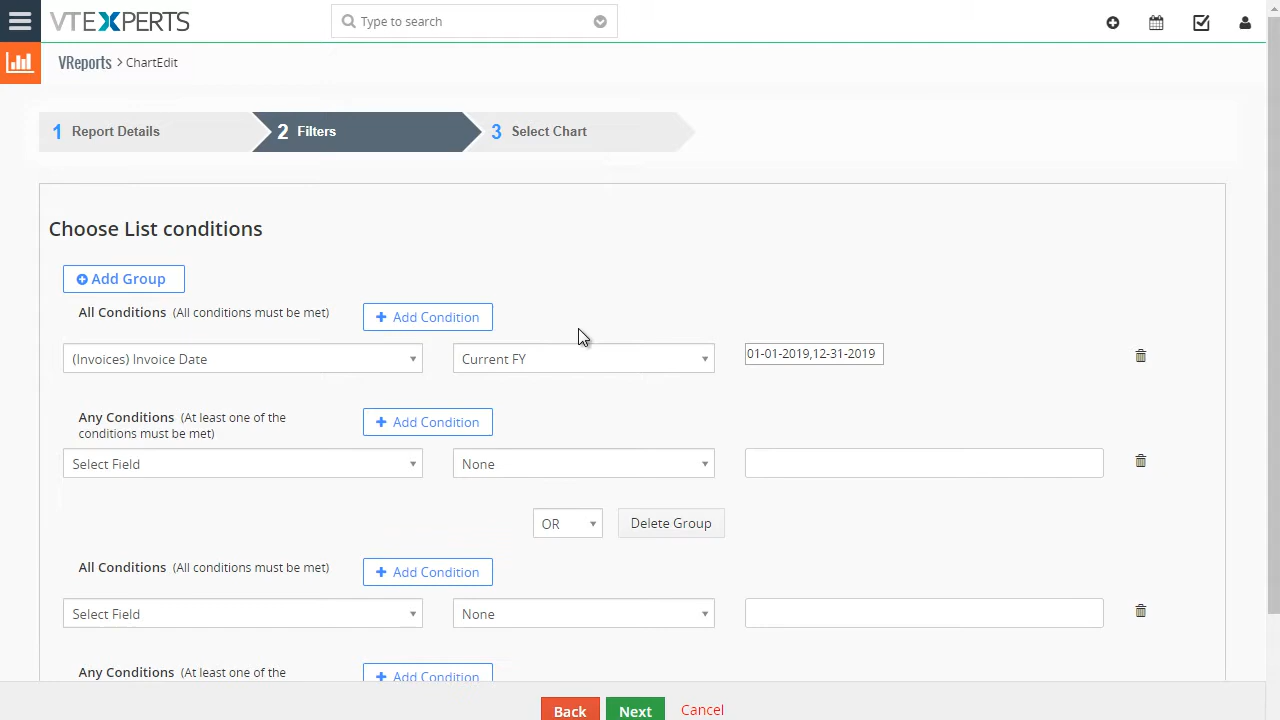 VTEXPERTS
Type to search
VReports > ChartEdit
1 Report Details
2 Filters
3 Select Chart
Choose List conditions
Add Group
All Conditions (All conditions must be met)
+ Add Condition
(Invoices) Invoice Date
Current FY
01-01-2019,12-31-2019
Any Conditions (At least one of the
conditions must be met)
+ Add Condition
Select Field
None
OR
Delete Group
All Conditions (All conditions must be met)
+ Add Condition
Select Field
None
Any Conditions (At least one of the
+ Add Condition
Back
Next
Cancel